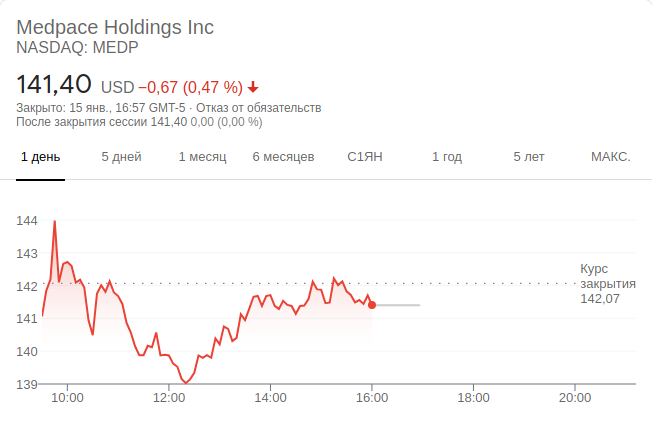 Medpace Holdings Inc
NASDAQ: MEDP
141,40 USD −0,67 (0,47 %)
Закрыто: 15 янв., 16:57 GMT-5 · Отказ от обязательств
После закрытия сессии 141,40 0,00 (0,00 %)
1 день 5 дней 1 месяц 6 месяцев С1ЯН 1 год 5 лет МАКС.
144
143
Курс
142 закрытия
142,07
141
140
139
10:00 12:00 14:00 16:00 18:00 20:00